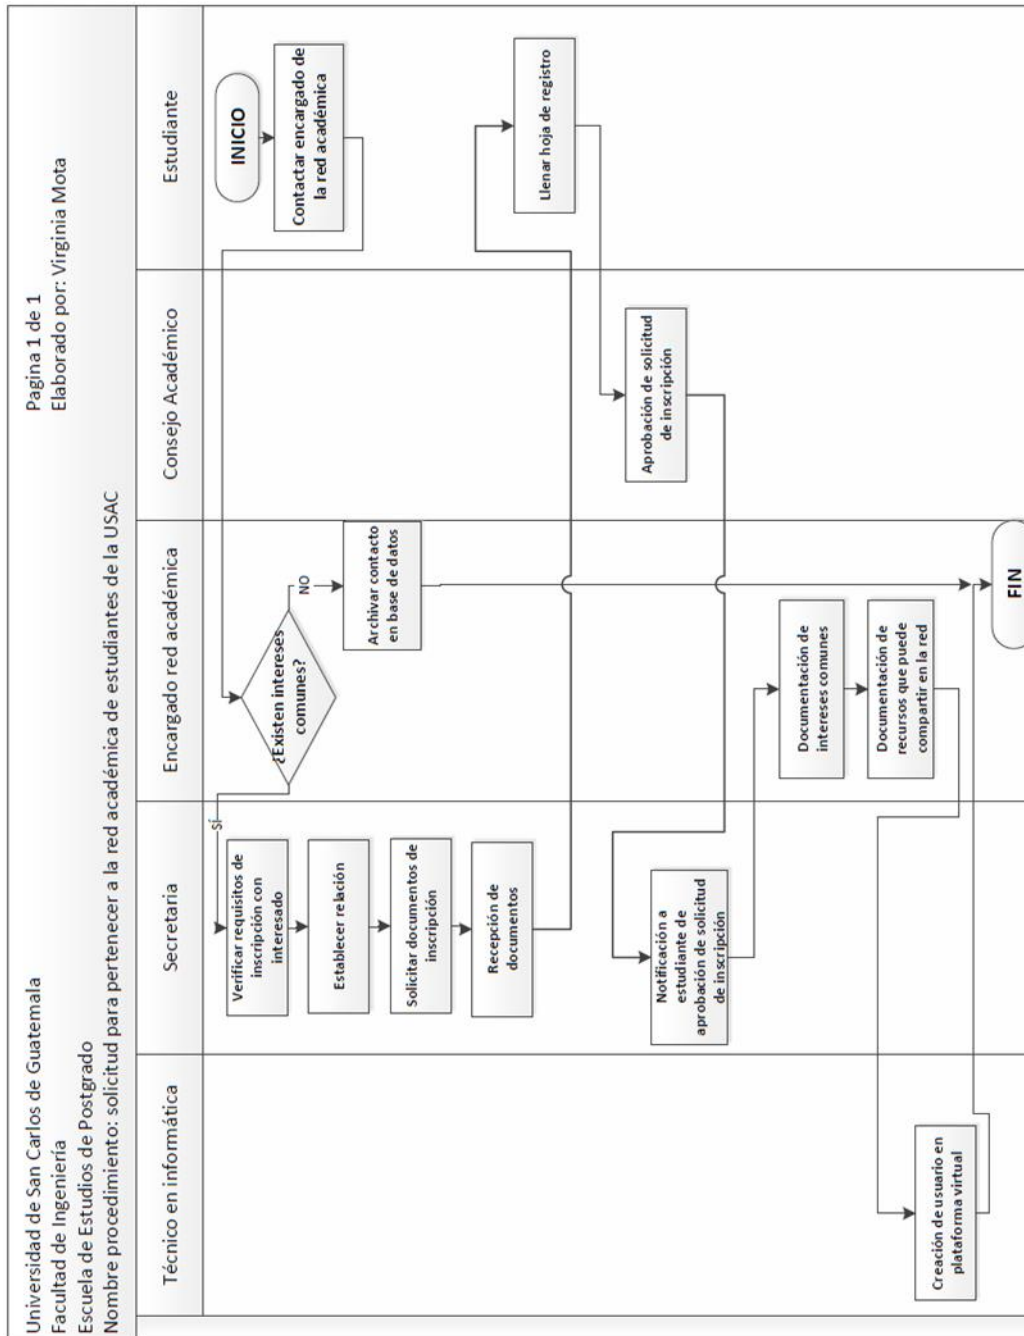 Universidad de San Carlos de Guatemala
Facultad de Ingeniería
Escuela de Estudios de Postgrado
Nombre procedimiento: solicitud para pertenecer a la red académica de estudiantes de la USAC
Pagina 1 de 1
Elaborado por: Virginia Mota
Técnico en informática
Secretaria
Encargado red académica
Consejo Académico
Estudiante
INICIO
Contactar encargado de
la red académica
¿Existen intereses
comunes?
NO
Archivar contacto
en base de datos
SÍ
Verificar requisitos de
inscripción con
interesado
Establecer relación
Solicitar documentos de
inscripción
Recepción de
documentos
Llenar hoja de registro
Aprobación de solicitud
de inscripción
Notificación a
estudiante de
aprobación de solicitud
de inscripción
Documentación de
intereses comunes
Documentación de
recursos que puede
compartir en la red
Creación de usuario en
plataforma virtual
FIN